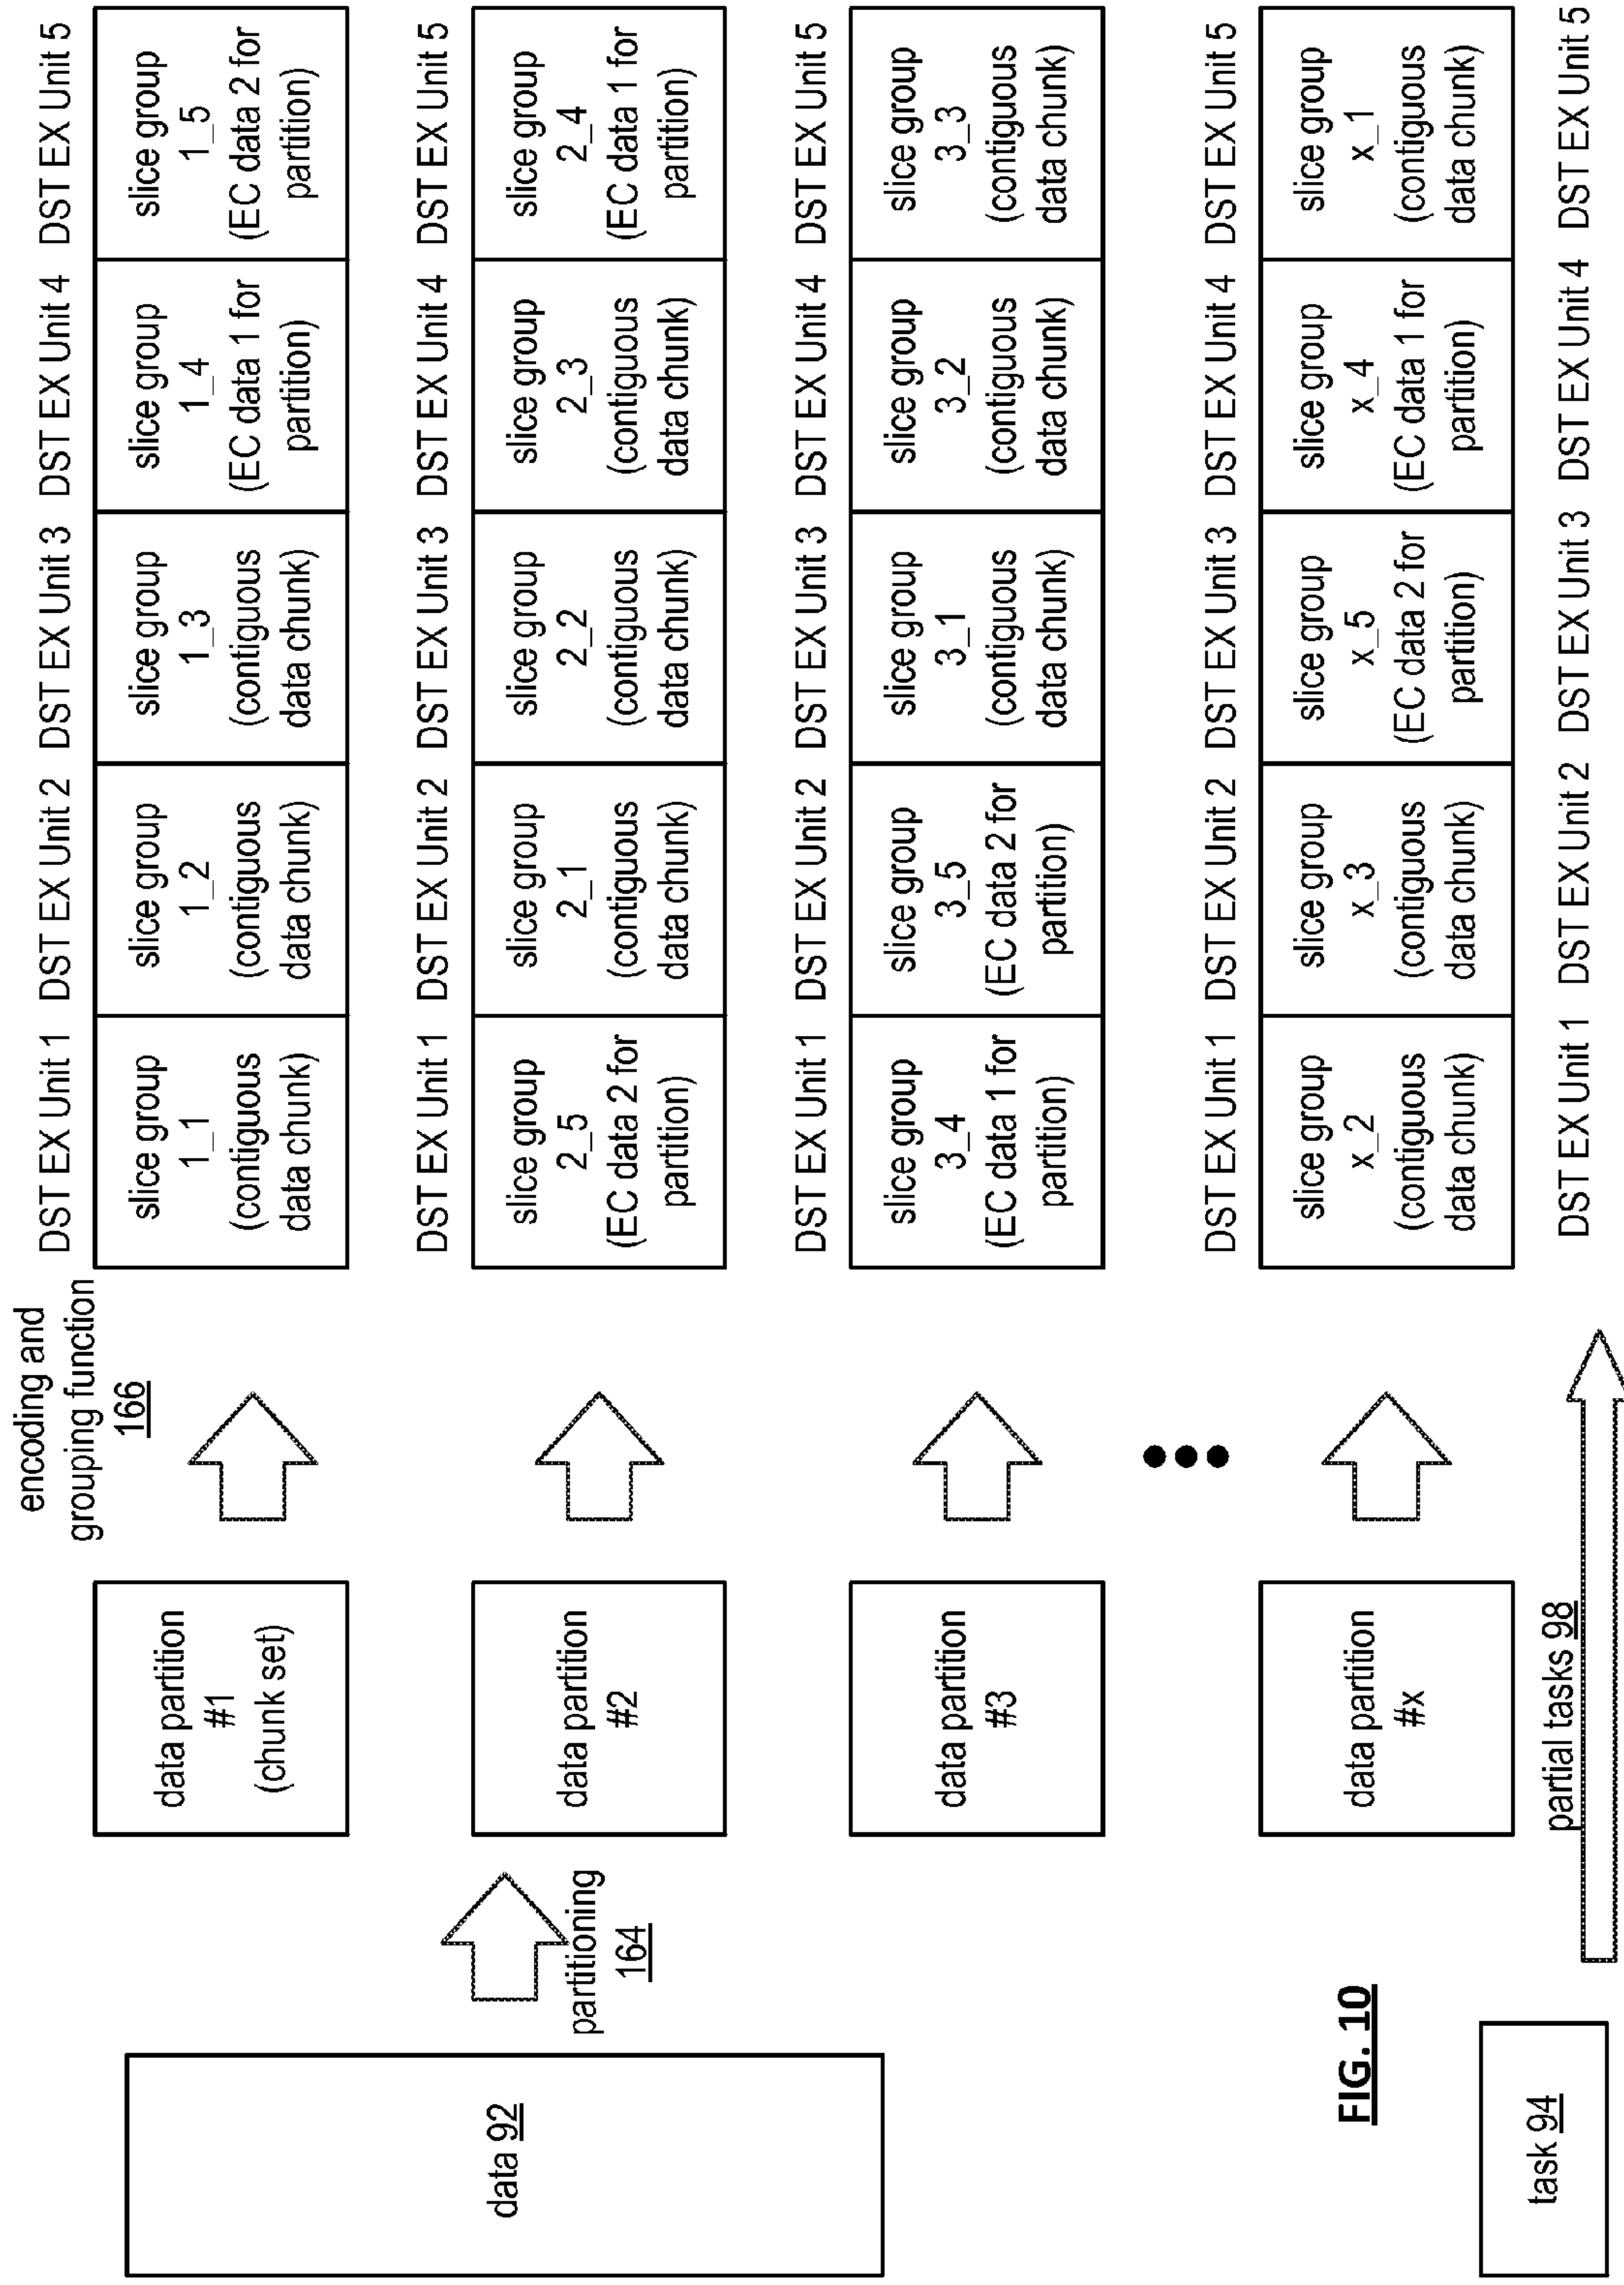 encoding and
grouping function
166
DST EX Unit 1 DST EX Unit 2 DST EX Unit 3 DST EX Unit 4 DST EX Unit 5
data partition
#1
(chunk set)
slice group
1_1
(contiguous
data chunk)
slice group
1_2
(contiguous
data chunk)
slice group
1_3
(contiguous
data chunk)
slice group
1_4
(EC data 1 for
partition)
slice group
1_5
(EC data 2 for
partition)
data 92
partitioning
164
DST EX Unit 1 DST EX Unit 2 DST EX Unit 3 DST EX Unit 4 DST EX Unit 5
data partition
#2
slice group
2_5
(EC data 2 for
partition)
slice group
2_1
(contiguous
data chunk)
slice group
2_2
(contiguous
data chunk)
slice group
2_3
(contiguous
data chunk)
slice group
2_4
(EC data 1 for
partition)
DST EX Unit 1 DST EX Unit 2 DST EX Unit 3 DST EX Unit 4 DST EX Unit 5
data partition
#3
slice group
3_4
(EC data 1 for
partition)
slice group
3_5
(EC data 2 for
partition)
slice group
3_1
(contiguous
data chunk)
slice group
3_2
(contiguous
data chunk)
slice group
3_3
(contiguous
data chunk)
DST EX Unit 1 DST EX Unit 2 DST EX Unit 3 DST EX Unit 4 DST EX Unit 5
data partition
#x
slice group
x_2
(contiguous
data chunk)
slice group
x_3
(contiguous
data chunk)
slice group
x_5
(EC data 2 for
partition)
slice group
x_4
(EC data 1 for
partition)
slice group
x_1
(contiguous
data chunk)
FIG. 10
task 94
partial tasks 98
DST EX Unit 1 DST EX Unit 2 DST EX Unit 3 DST EX Unit 4 DST EX Unit 5